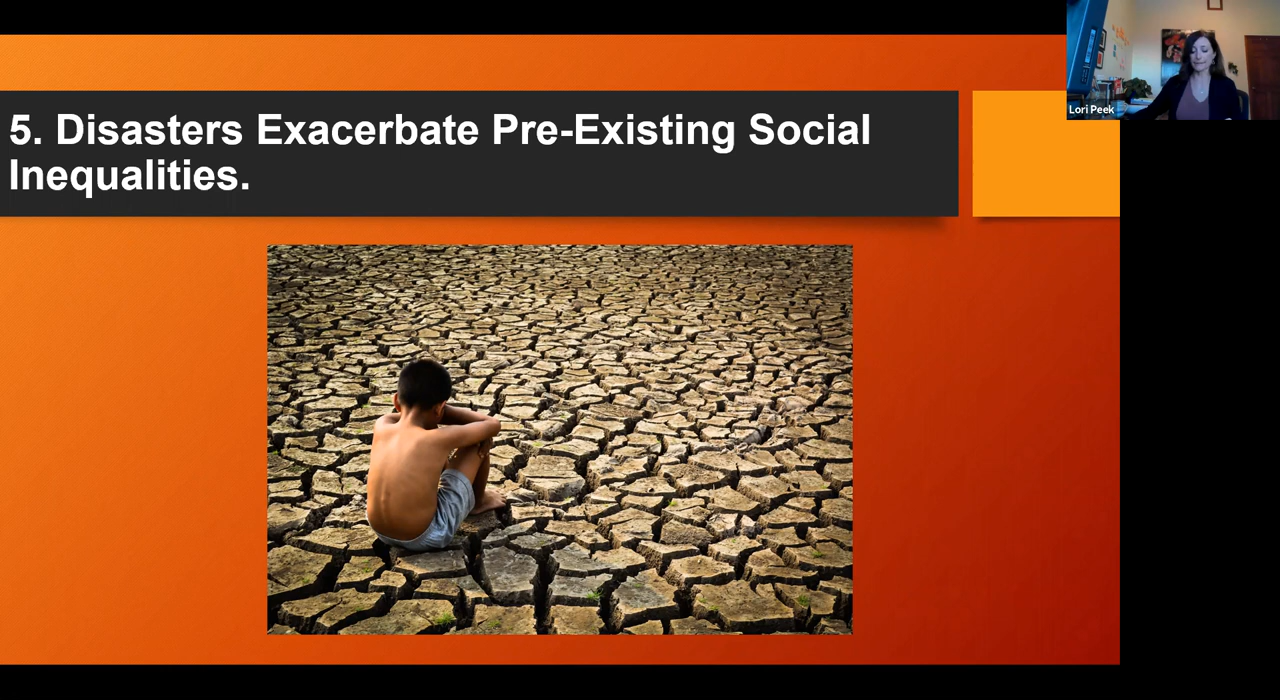 5. Disasters Exacerbate Pre-Existing Social
Inequalities.
Lori Peek